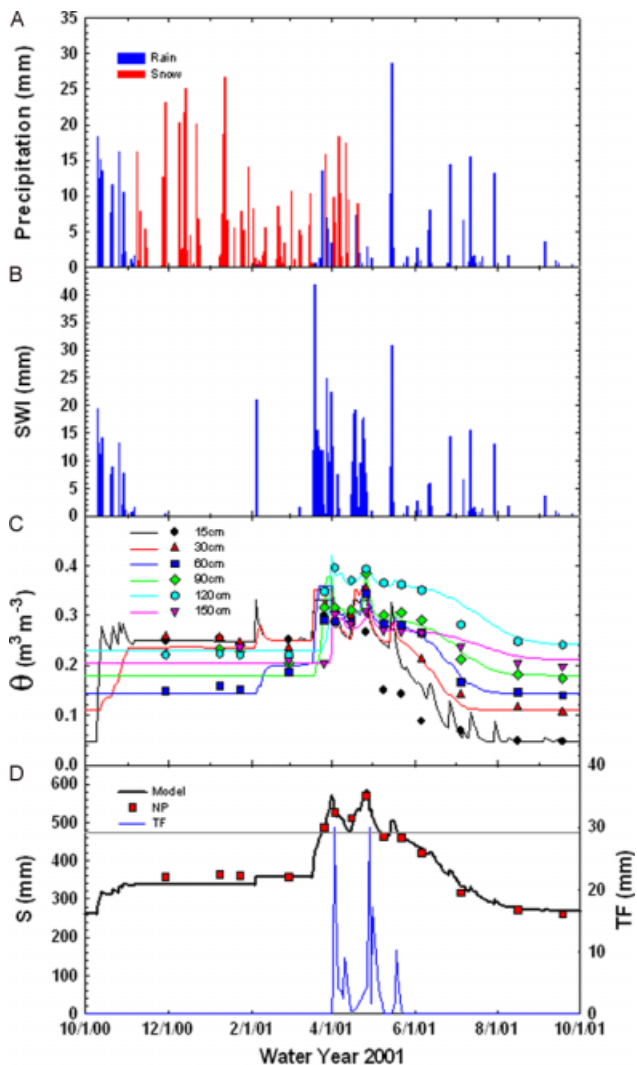 A
Precipitation (mm)
35
30
25
20
15
10
5
0
Rain
Snow
B
SWI (mm)
40
35
30
25
20
15
10
5
0
C
θ (m³ m⁻³)
0.4
0.3
0.2
0.1
0.0
15cm
30cm
60cm
90cm
120cm
150cm
D
S (mm)
600
500
400
300
200
100
0
Model
NP
TF
40
30
20
10
0
TF (mm)
10/1.00 12/1.00 2/1.01 4/1.01 6/1.01 8/1.01 10/1.01
Water Year 2001